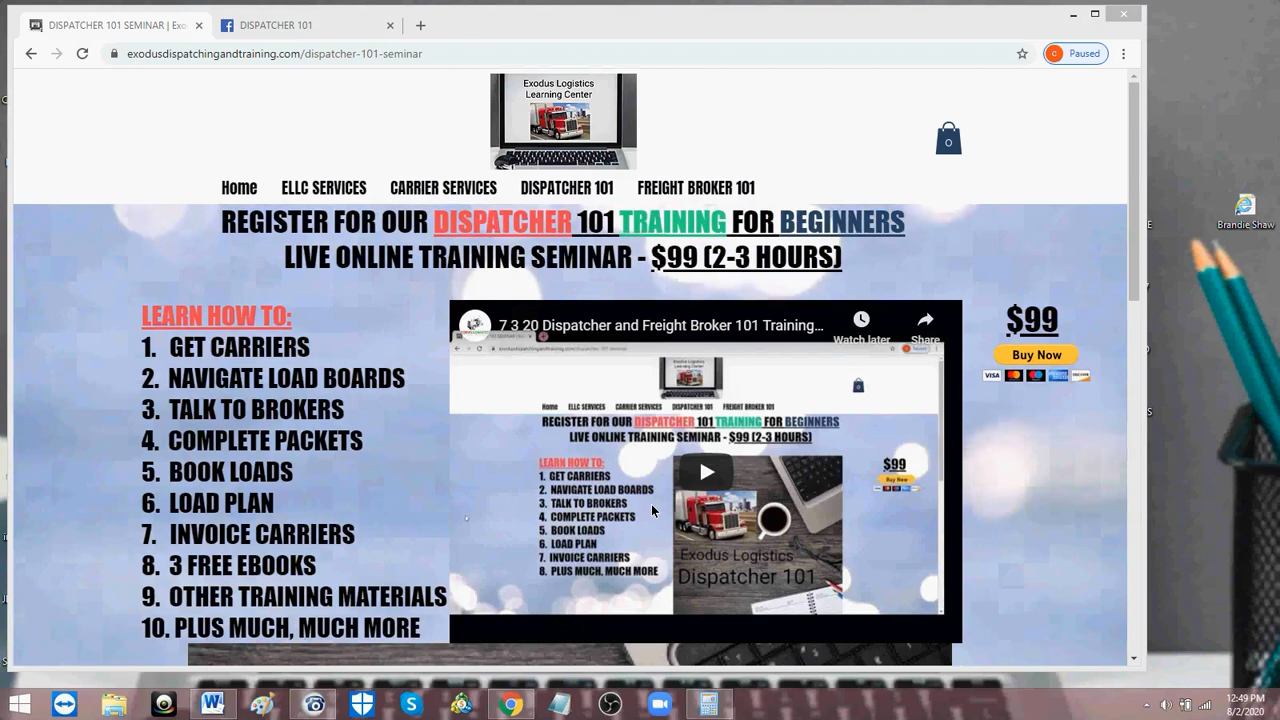 DISPATCHER 101 SEMINAR | Exo
DISPATCHER 101
exodusdispatchingandtraining.com/dispatcher-101-seminar
C
Paused
Exodus Logistics
Learning Center
0
Home ELLC SERVICES CARRIER SERVICES DISPATCHER 101 FREIGHT BROKER 101
REGISTER FOR OUR DISPATCHER 101 TRAINING FOR BEGINNERS
LIVE ONLINE TRAINING SEMINAR - $99 (2-3 HOURS)
LEARN HOW TO:
1. GET CARRIERS
2. NAVIGATE LOAD BOARDS
3. TALK TO BROKERS
4. COMPLETE PACKETS
5. BOOK LOADS
6. LOAD PLAN
7. INVOICE CARRIERS
8. 3 FREE EBOOKS
9. OTHER TRAINING MATERIALS
10. PLUS MUCH, MUCH MORE
7 3 20 Dispatcher and Freight Broker 101 Training...
Watch later
Share
Exodus Logistics
Learning Center
Home ELLC SERVICES CARRIER SERVICES DISPATCHER 101 FREIGHT BROKER 101
REGISTER FOR OUR DISPATCHER 101 TRAINING FOR BEGINNERS
LIVE ONLINE TRAINING SEMINAR - $99 (2-3 HOURS)
LEARN HOW TO:
1. GET CARRIERS
2. NAVIGATE LOAD BOARDS
3. TALK TO BROKERS
4. COMPLETE PACKETS
5. BOOK LOADS
6. LOAD PLAN
7. INVOICE CARRIERS
8. PLUS MUCH, MUCH MORE
Exodus Logistics
Dispatcher 101
$99
Buy Now
$99
Buy Now
VISA
DISCOVER
Brandie Shaw
12:49 PM
8/2/2020